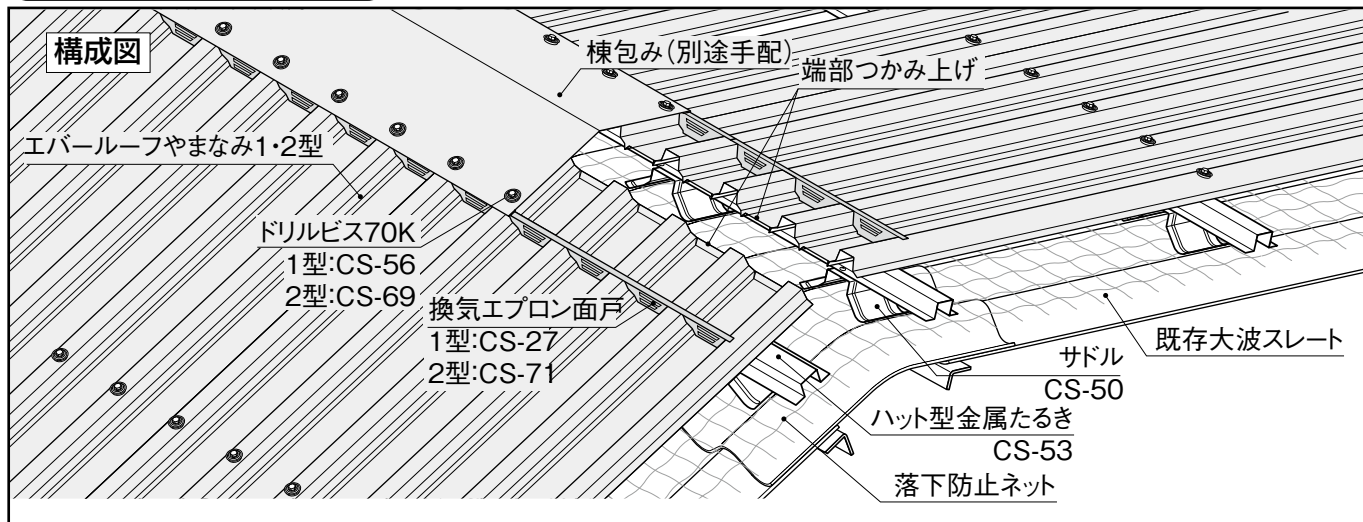 構成図
棟包み(別途手配)
端部つかみ上げ
エバールーフやまなみ1・2型
ドリルビス70K
1型:CS-56
2型:CS-69
換気エプロン面戸
1型:CS-27
2型:CS-71
既存大波スレート
サドル
CS-50
ハット型金属たるき
CS-53
落下防止ネット